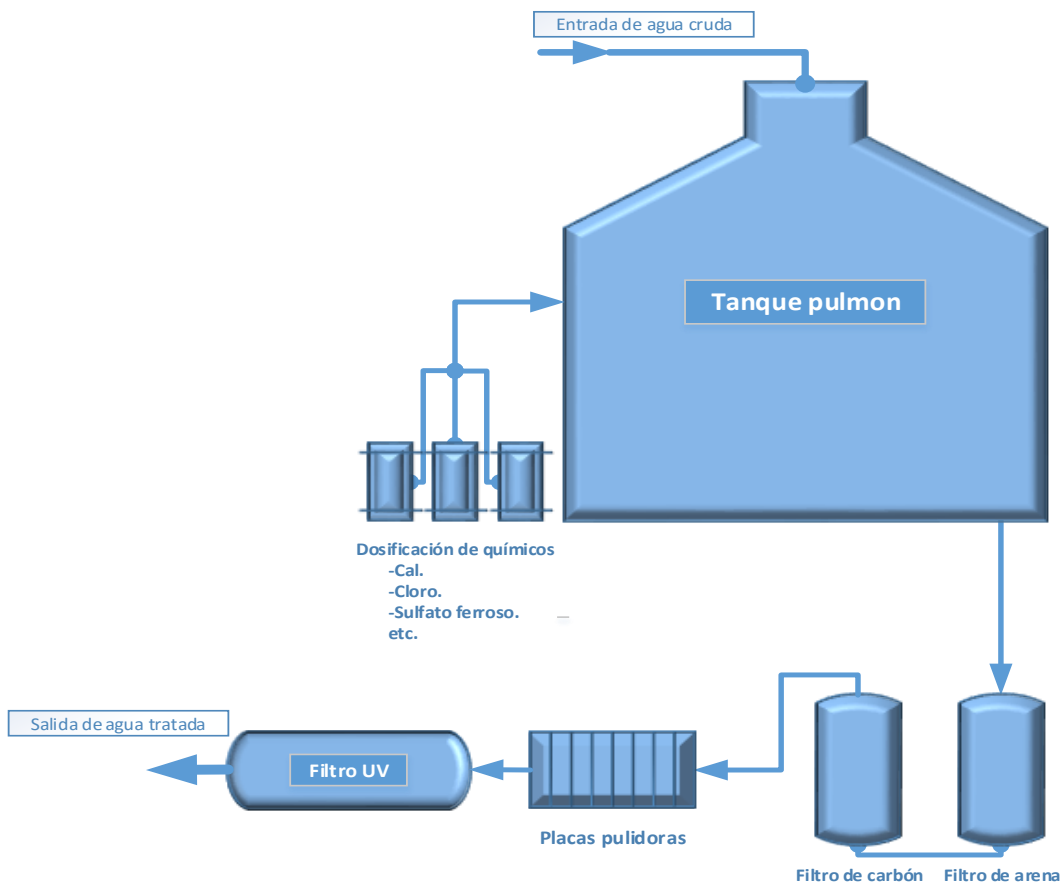 Entrada de agua cruda
Tanque pulmon
Dosificación de químicos
-Cal.
-Cloro.
-Sulfato ferroso.
etc.
Salida de agua tratada
Filtro UV
Placas pulidoras
Filtro de carbón
Filtro de arena